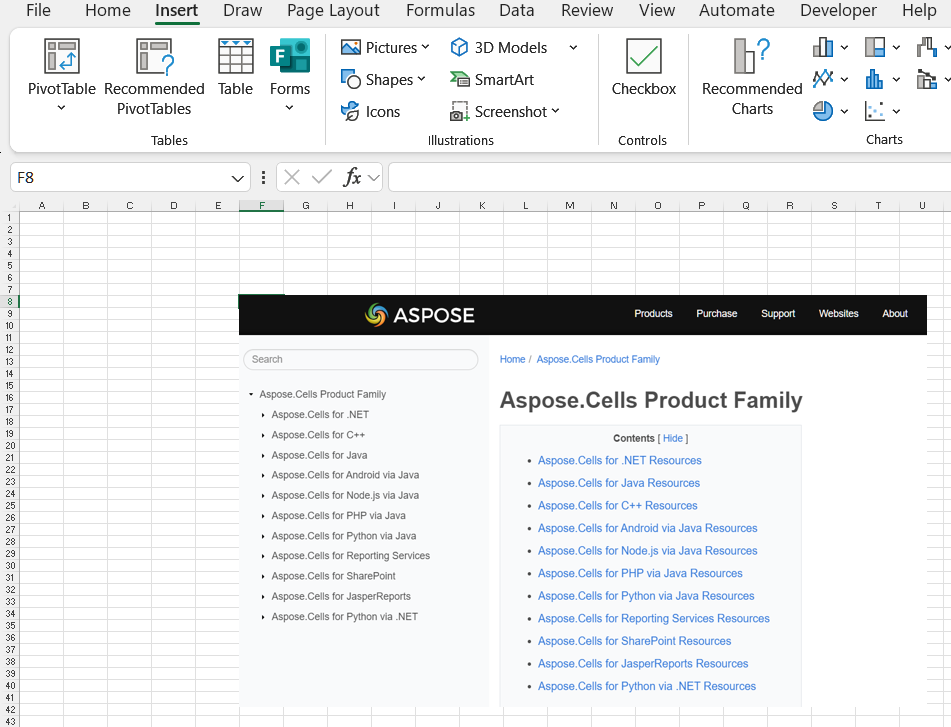 File Home Insert Draw Page Layout Formulas Data Review View Automate Developer Help
PivotTable
Recommended PivotTables
Table
Forms
Tables
Pictures
Shapes
Icons
3D Models
SmartArt
Screenshot
Illustrations
Checkbox
Controls
Recommended Charts
Charts
F8
fx
A B C D E F G H I J K L M N O P Q R S T U
1
2
3
4
5
6
7
8
9
10
11
12
13
14
15
16
17
18
19
20
21
22
23
24
25
26
27
28
29
30
31
32
33
34
35
36
37
38
39
40
41
42
43
ASPOSE
Products Purchase Support Websites About
Search
Aspose.Cells Product Family
Aspose.Cells for .NET
Aspose.Cells for C++
Aspose.Cells for Java
Aspose.Cells for Android via Java
Aspose.Cells for Node.js via Java
Aspose.Cells for PHP via Java
Aspose.Cells for Python via Java
Aspose.Cells for Reporting Services
Aspose.Cells for SharePoint
Aspose.Cells for JasperReports
Aspose.Cells for Python via .NET
Home / Aspose.Cells Product Family
Aspose.Cells Product Family
Contents [ Hide ]
Aspose.Cells for .NET Resources
Aspose.Cells for Java Resources
Aspose.Cells for C++ Resources
Aspose.Cells for Android via Java Resources
Aspose.Cells for Node.js via Java Resources
Aspose.Cells for PHP via Java Resources
Aspose.Cells for Python via Java Resources
Aspose.Cells for Reporting Services Resources
Aspose.Cells for SharePoint Resources
Aspose.Cells for JasperReports Resources
Aspose.Cells for Python via .NET Resources